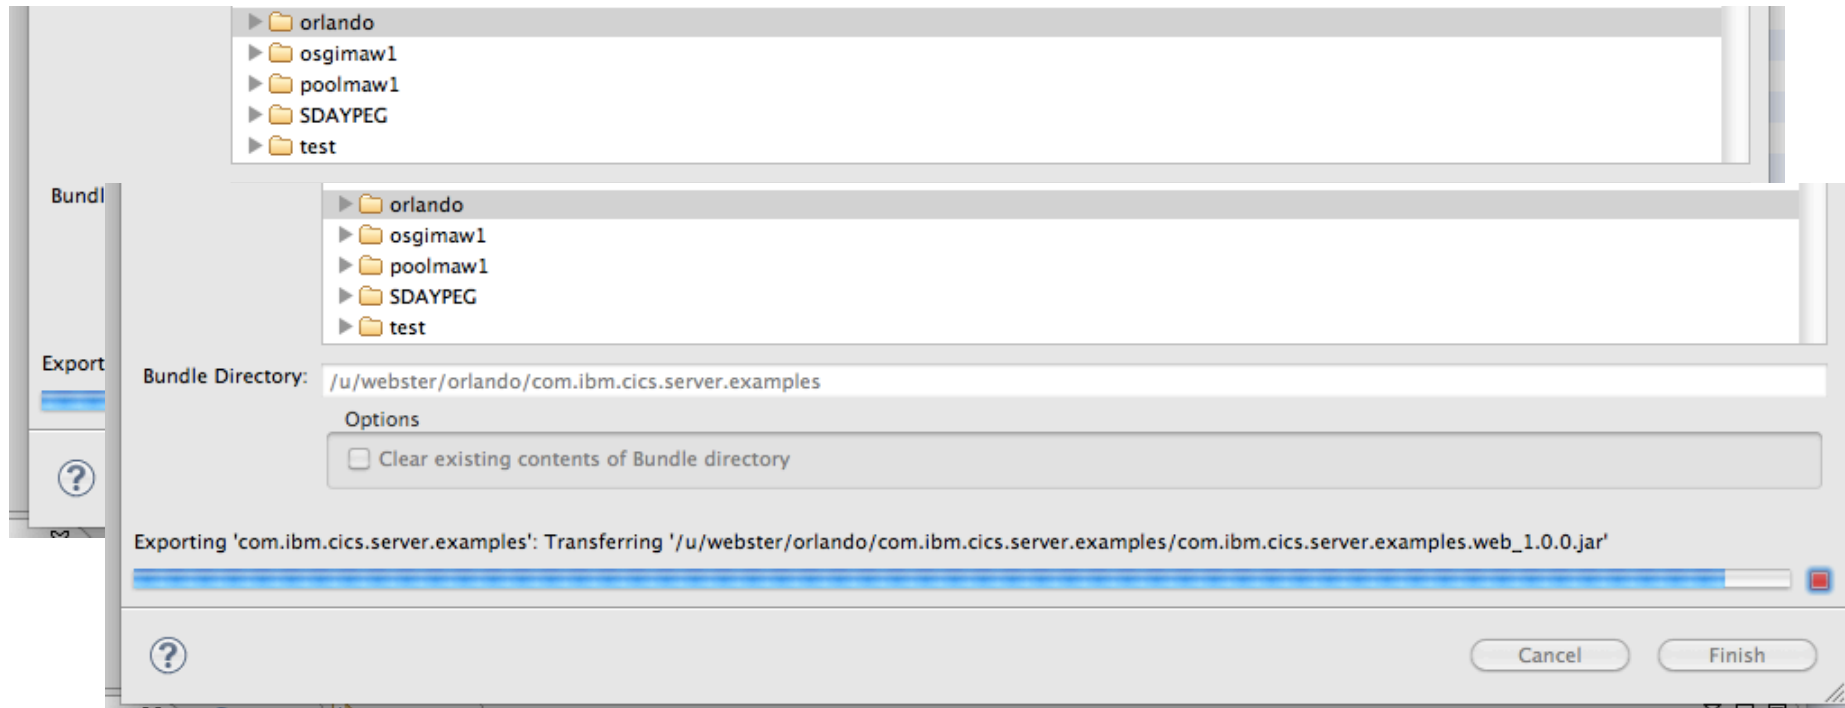 orlando
osgimaw1
poolmaw1
SDAYPEG
test
Bundl
orlando
osgimaw1
poolmaw1
SDAYPEG
test
Export
Bundle Directory:
/u/webster/orlando/com.ibm.cics.server.examples
Options
Clear existing contents of Bundle directory
Exporting 'com.ibm.cics.server.examples': Transferring '/u/webster/orlando/com.ibm.cics.server.examples/com.ibm.cics.server.examples.web_1.0.0.jar'
Cancel
Finish